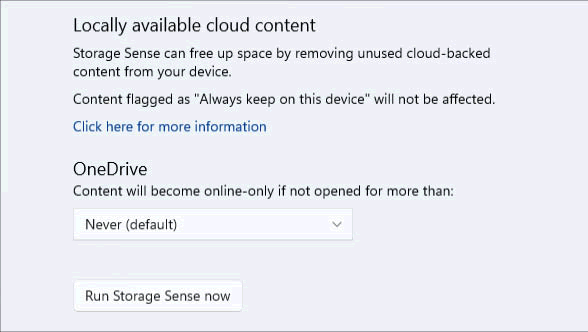 Locally available cloud content
Storage Sense can free up space by removing unused cloud-backed
content from your device.
Content flagged as "Always keep on this device" will not be affected.
Click here for more information
OneDrive
Content will become online-only if not opened for more than:
Never (default)
Run Storage Sense now